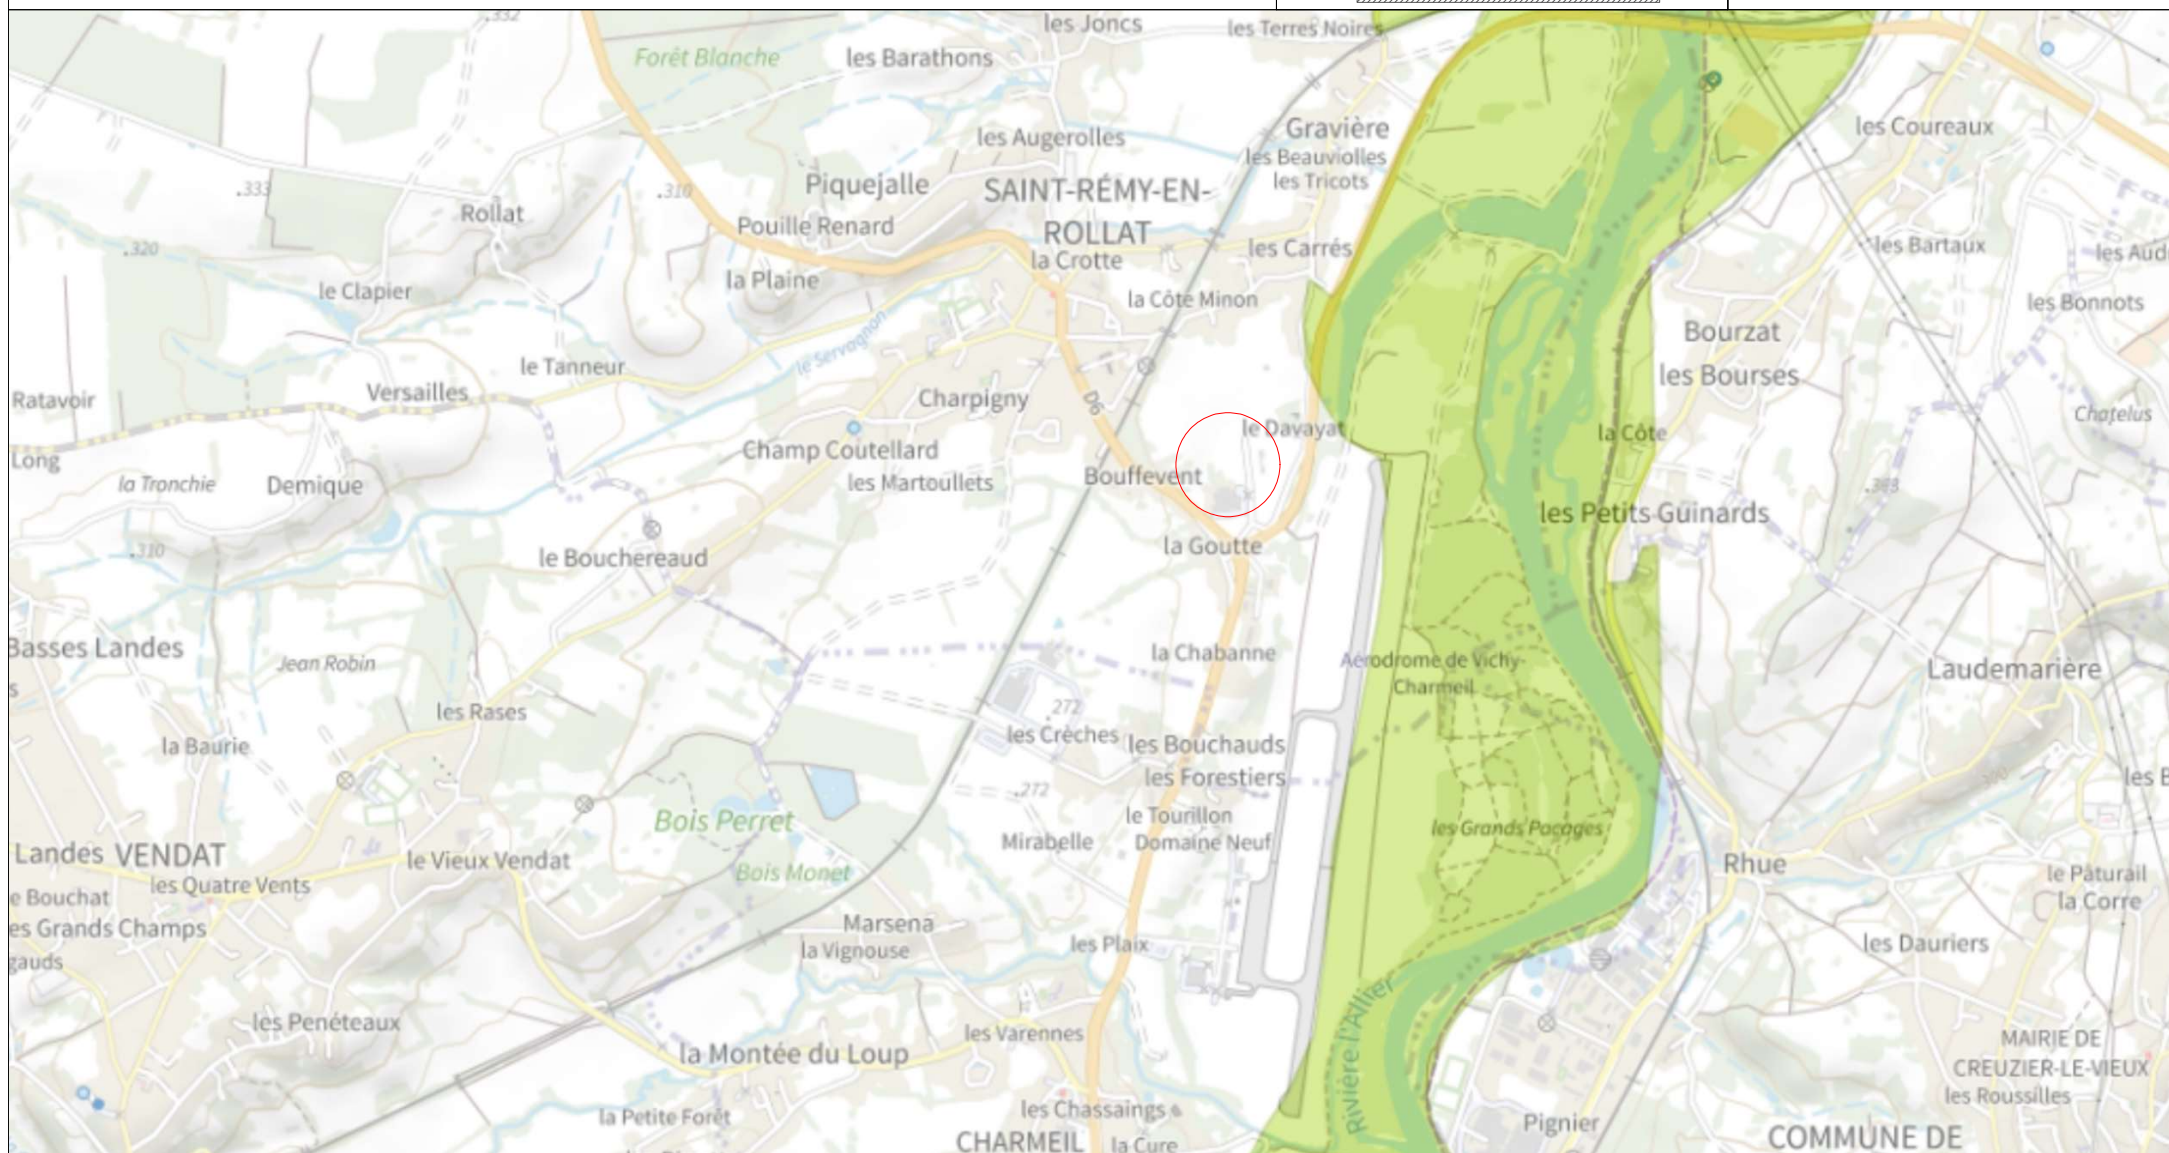 .332
les Joncs
les Terres Noires
Forêt Blanche
les Barathons
les Augerolles
Gravière
les Beauviolles
les Tricots
les Coureaux
Piquejalle
SAINT-RÉMY-EN-
ROLLAT
.333
.310
Rollat
Pouille Renard
la Crotte
les Carrés
les Bartaux
les Aud
.320
le Clapier
la Plaine
la Côte Minon
les Bonnots
le Servagnon
Bourzat
le Tanneur
les Bourses
Ratavoir
Versailles
Charpigny
D6
Chatelus
le Davayat
la Côte
Long
Champ Coutellard
la Tronchie
Demique
les Martoullets
Bouffevent
les Petits Guinards
.310
le Bouchereaud
la Goutte
Basses Landes
Jean Robin
la Chabanne
Aérodrome de Vichy-
Charmeil
Laudemarière
s
les Rases
.272
les Crèches
les Bouchauds
la Baurie
les Forestiers
300
les B
.272
le Tourillon
Bois Perret
les Grands Pacages
Mirabelle
Domaine Neuf
Landes
VENDAT
le Vieux Vendat
Rhue
les Quatre Vents
Bois Monet
le Pâturail
e Bouchat
la Corre
es Grands Champs
Marsena
la Vignouse
les Plaix
les Dauriers
gauds
Rivière l'Allier
les Penéteaux
les Varennes
la Montée du Loup
MAIRIE DE
CREUZIER-LE-VIEUX
les Roussilles
la Petite Forêt
les Chassaings
Pignier
CHARMEIL
la Cure
COMMUNE DE